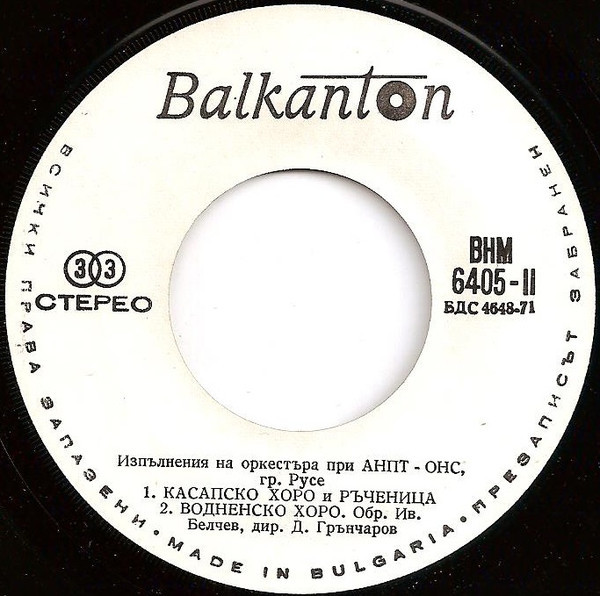 Balkanton
ВСИЧКИ ПРАВА ЗАПАЗЕНИ • MADE IN BULGARIA • ПРЕЗАПИСЪТ ЗАБРАНЕН
33
СТЕРЕО
ВНМ
6405-II
БДС 4648-71
Изпълнения на оркестъра при АНПТ - ОНС,
гр. Русе
1. КАСАПСКО ХОРО и РЪЧЕНИЦА
2. ВОДНЕНСКО ХОРО. Обр. Ив.
Белчев, дир. Д. Грънчаров